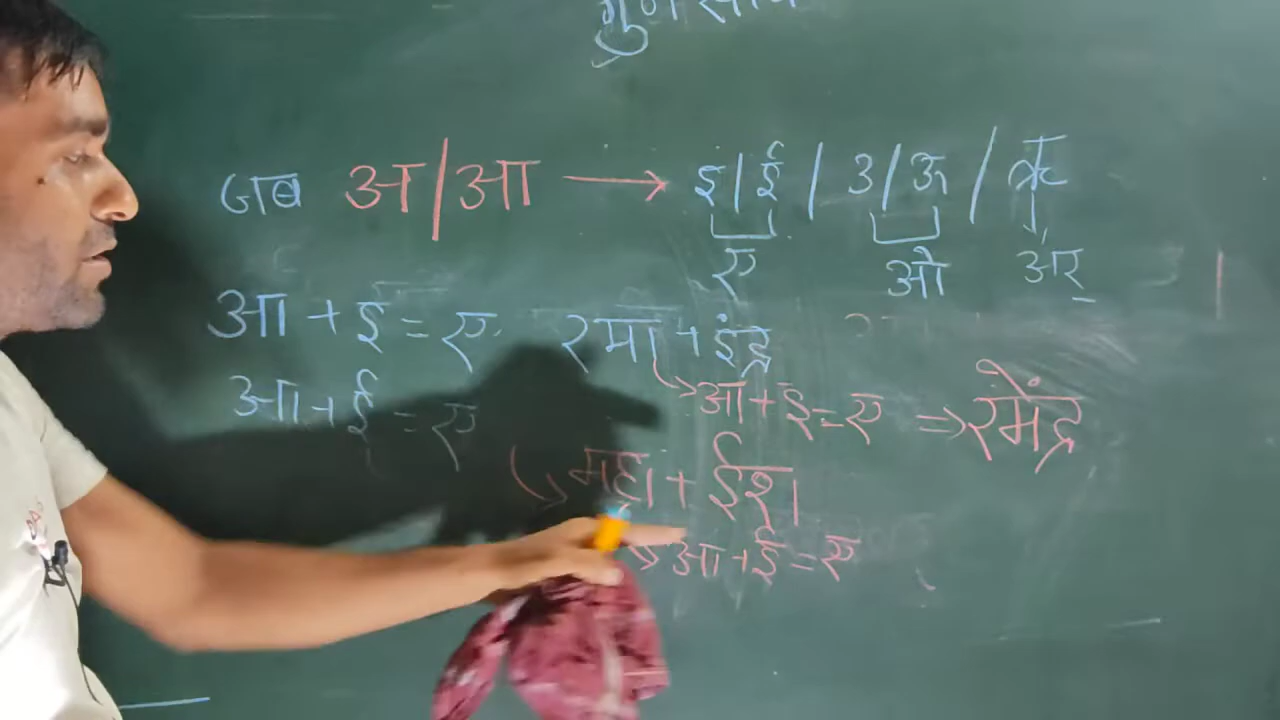 गुण
जब अ/आ → इ/ई / उ/ऊ / ऋ
ए ओ अर
आ + इ = ए रमा + इंद्र
→ आ + इ = ए ⇒ रमेंद्र
आ + ई = ए
महा + ईश
→ आ + ई = ए